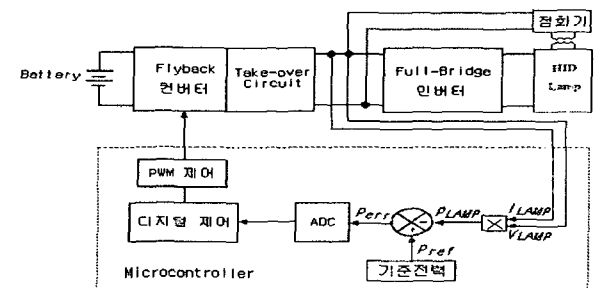 점화기
Battery
Flyback
컨버터
Take-over
Circuit
Full-Bridge
인버터
HID
Lamp
PWM 제어
디지털 제어
ADC
Perr
PLAMP
ILAMP
VLAMP
Pref
기준전력
Microcontroller